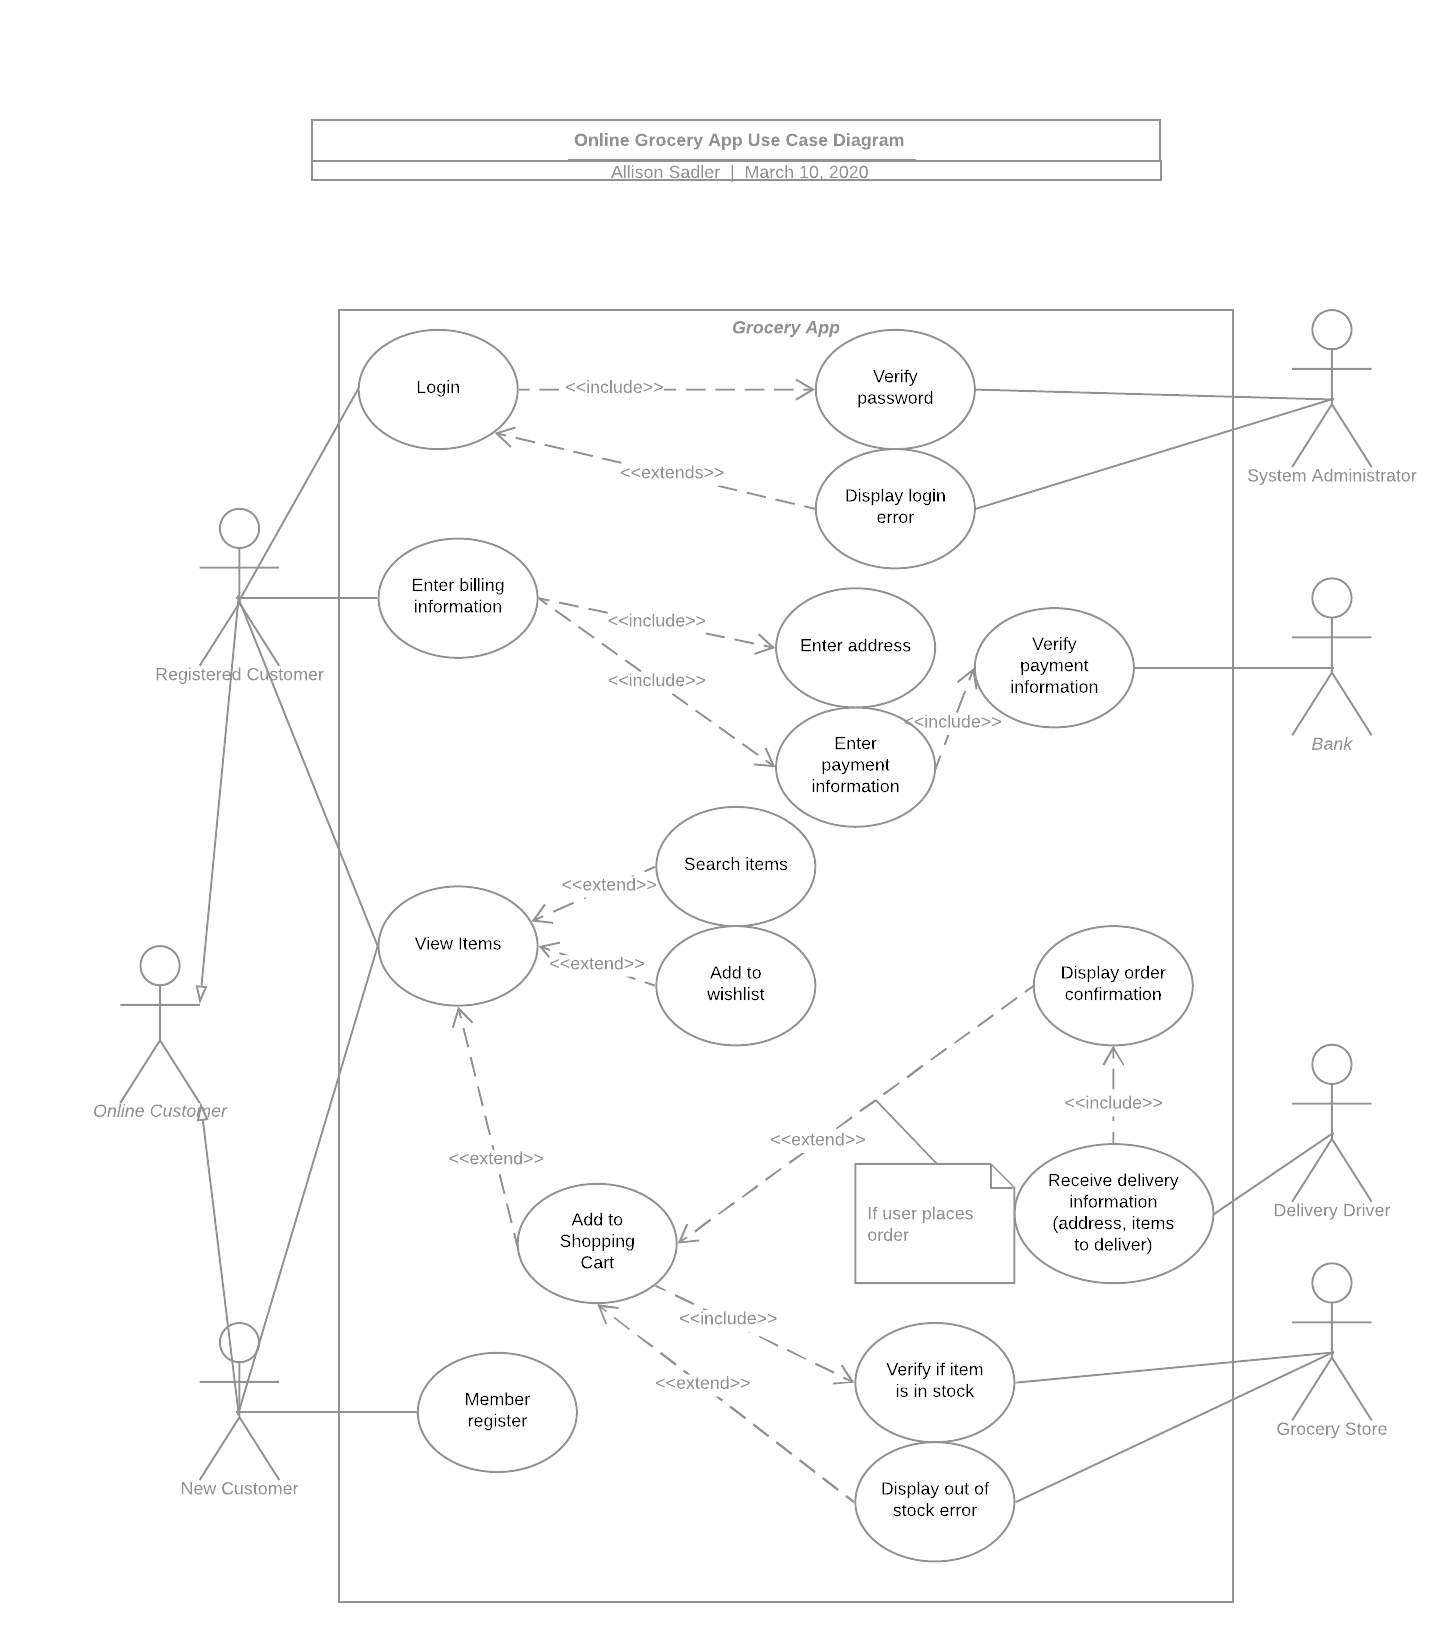 Online Grocery App Use Case Diagram
Allison Sadler | March 10, 2020
Grocery App
Login
<<include>>
Verify
password
<<extends>>
Display login
error
System Administrator
Enter billing
information
<<include>>
Enter address
Verify
payment
information
Registered Customer
<<include>>
<<include>>
Enter
payment
information
Bank
Search items
<<extend>>
View Items
<<extend>>
Add to
wishlist
Display order
confirmation
Online Customer
<<include>>
<<extend>>
<<extend>>
If user places
order
Receive delivery
information
(address, items
to deliver)
Delivery Driver
Add to
Shopping
Cart
<<include>>
<<extend>>
Verify if item
is in stock
Grocery Store
Member
register
New Customer
Display out of
stock error